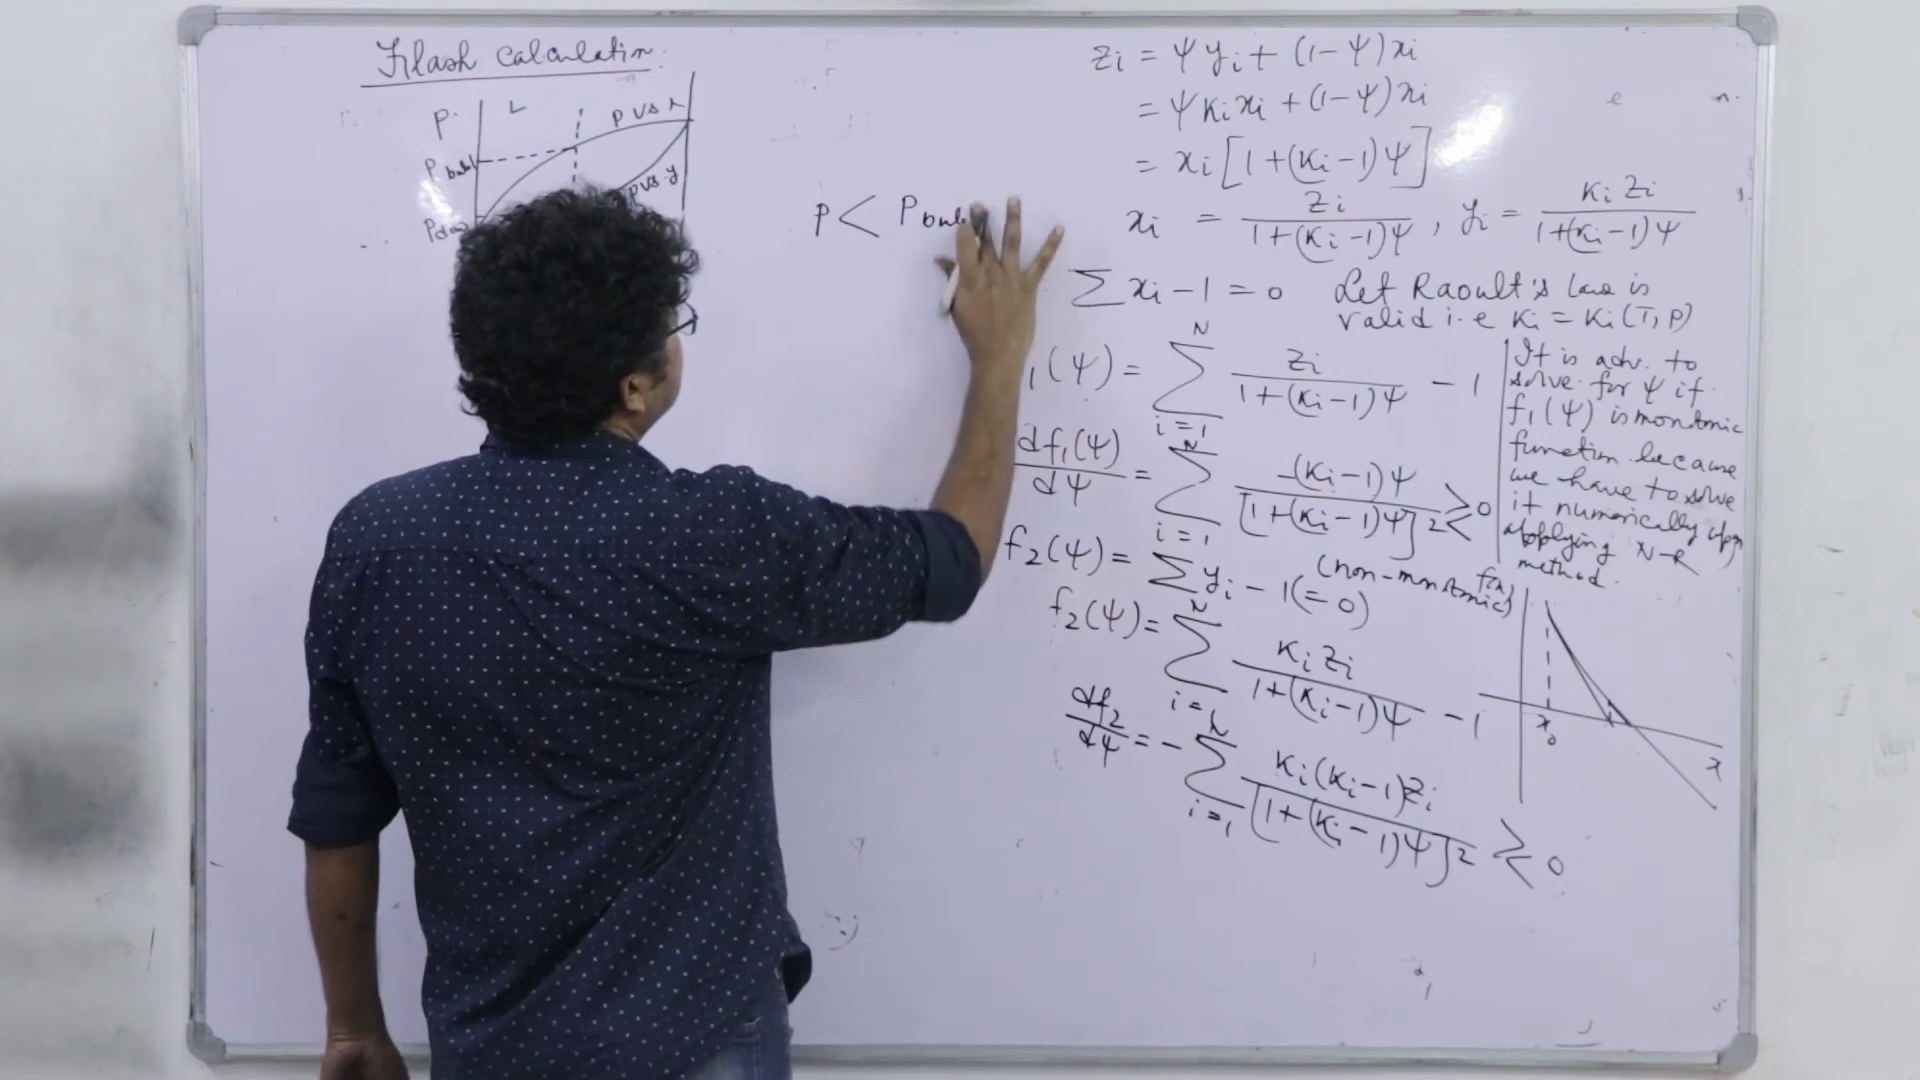 Flash calculation.
P.
L
P vs x
P bubl
P vs y
Pdew
P < P
zi = Ψ yi + (1-Ψ) xi
= Ψ Ki xi + (1-Ψ) xi
= xi [1 + (Ki-1) Ψ]
xi = zi / 1+(Ki-1)Ψ , yi = Ki zi / 1+(Ki-1)Ψ
Σ xi - 1 = 0
Let Raoult's law is
valid i.e Ki = Ki (T, P)
1 (Ψ) = Σ i=1 N zi / 1+(Ki-1)Ψ - 1
It is adv. to
solve for Ψ if
f1 (Ψ) is monotonic
function because
we have to solve
it numerically upon
applying N-R
method.
df1(Ψ) / dΨ = Σ i=1 N -(Ki-1)Ψ / [1+(Ki-1)Ψ]2 ≷ 0
(non-monotonic)
f2(Ψ) = Σ yi - 1 (= 0)
f2(Ψ) = Σ i=1 N Ki zi / 1+(Ki-1)Ψ - 1
f(x)
x0
x
df2 / dΨ = - Σ i=1 N Ki(Ki-1)zi / [1+(Ki-1)Ψ]2 ≷ 0